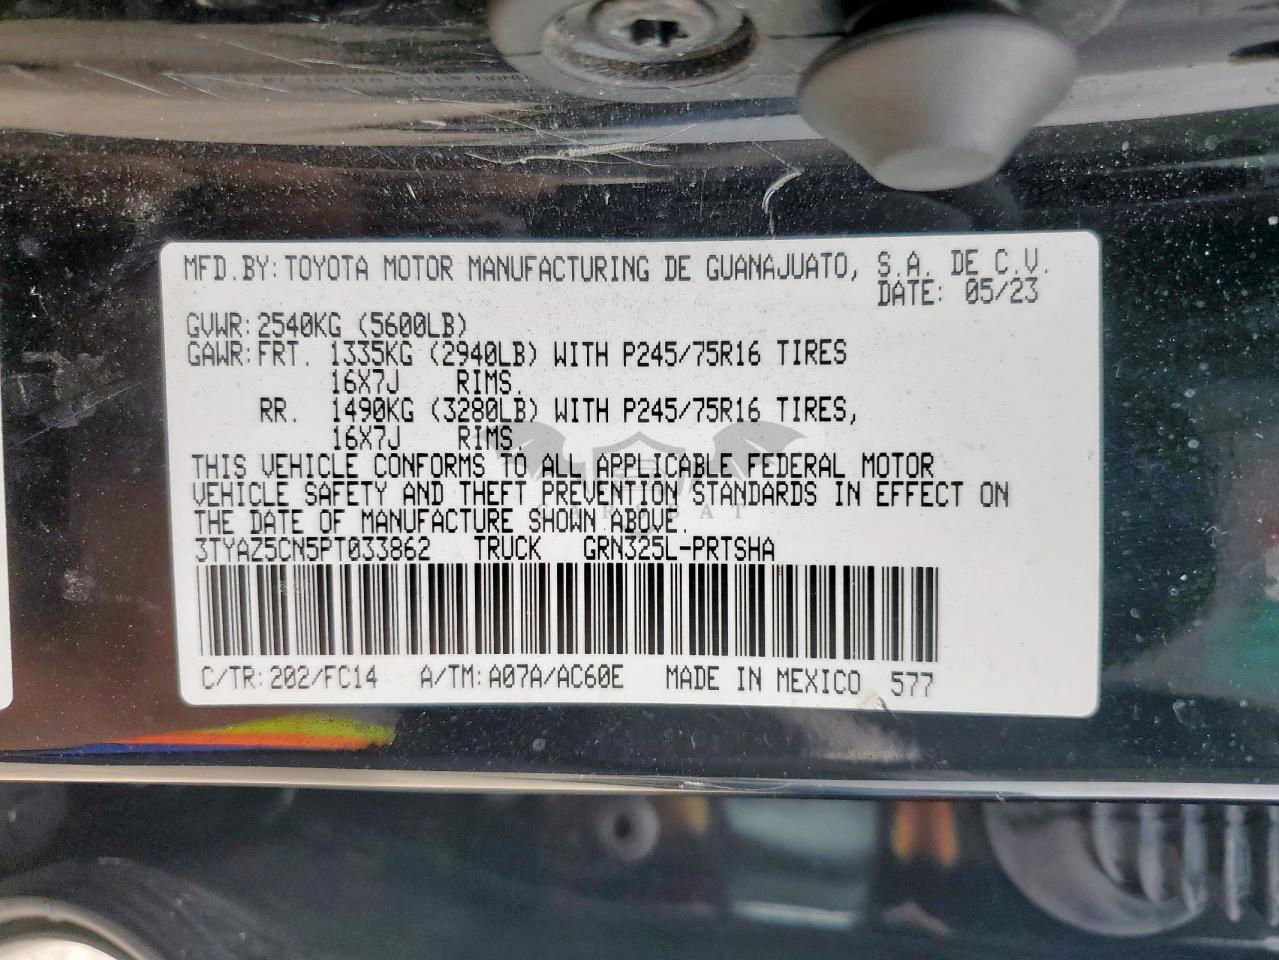 MFD.BY: TOYOTA MOTOR MANUFACTURING DE GUANAJUATO, S.A. DE C.V.
DATE: 05/23
GVWR: 2540KG (5600LB)
GAWR: FRT. 1335KG (2940LB) WITH P245/75R16 TIRES
16X7J RIMS.
RR. 1490KG (3280LB) WITH P245/75R16 TIRES,
16X7J RIMS.
THIS VEHICLE CONFORMS TO ALL APPLICABLE FEDERAL MOTOR
VEHICLE SAFETY AND THEFT PREVENTION STANDARDS IN EFFECT ON
THE DATE OF MANUFACTURE SHOWN ABOVE.
3TYAZ5CN5PT033862 TRUCK GRN325L-PRTSHA
C/TR: 202/FC14 A/TM: A07A/AC60E MADE IN MEXICO 577